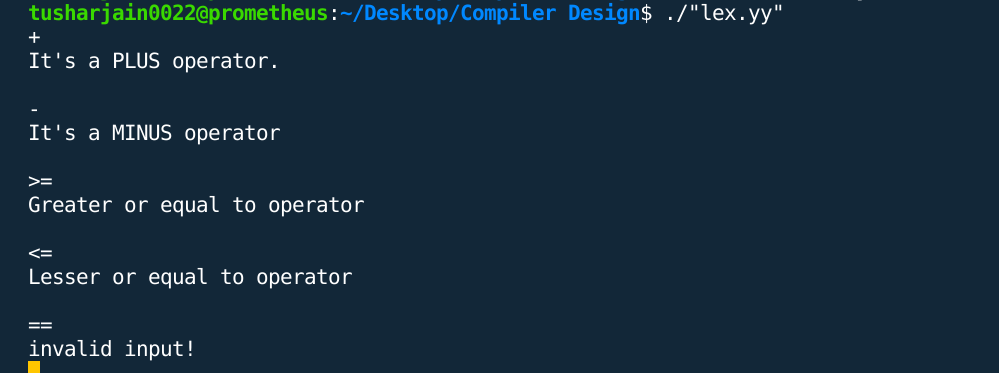 tusharjain0022@prometheus:~/Desktop/Compiler Design$ ./"lex.yy"
+
It's a PLUS operator.
-
It's a MINUS operator
>=
Greater or equal to operator
<=
Lesser or equal to operator
==
invalid input!